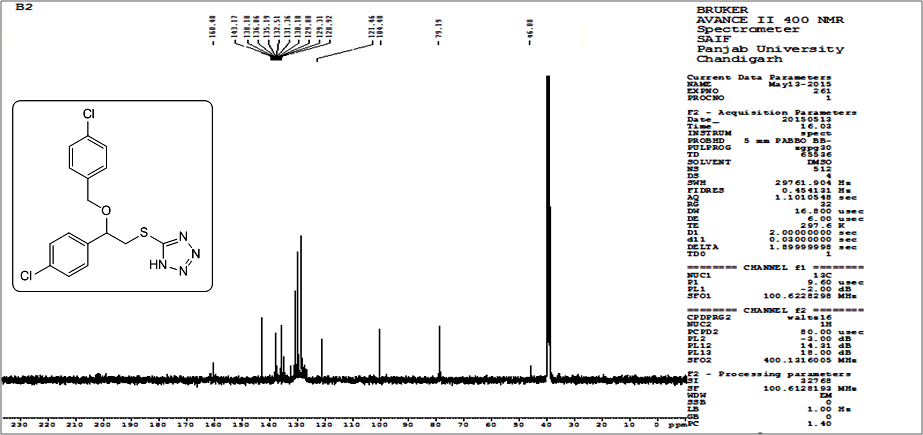 B2
160.48
143.17
138.18
136.06
135.19
132.51
131.36
130.18
129.88
129.31
128.92
121.46
104.48
79.19
46.08
BRUKER
AVANCE II 400 NMR
Spectrometer
SAIF
Panjab University
Chandigarh
Current Data Parameters
NAME May13-2015
EXPNO 261
PROCNO 1
F2 - Acquisition Parameters
Date_ 20150513
Time 16.03
INSTRUM spect
PROBHD 5 mm PABBO BB-
PULPROG zgpg30
TD 65536
SOLVENT DMSO
NS 512
DS 4
SWH 29761.904 Hz
FIDRES 0.454131 Hz
AQ 1.1010548 sec
RG 32
DW 16.800 usec
DE 6.00 usec
TE 297.6 K
D1 2.00000000 sec
d11 0.03000000 sec
DELTA 1.89999998 sec
TD0 1
======== CHANNEL f1 ========
NUC1 13C
P1 9.60 usec
PL1 -2.00 dB
SFO1 100.6228298 MHz
======== CHANNEL f2 ========
CPDPRG2 waltz16
NUC2 1H
PCPD2 80.00 usec
PL2 -3.00 dB
PL12 14.31 dB
PL13 18.00 dB
SFO2 400.1316005 MHz
F2 - Processing parameters
SI 32768
SF 100.6128193 MHz
WDW EM
SSB 0
LB 1.00 Hz
GB 0
PC 1.40
Cl
O
S
N
N
HN
N
Cl
230 220 210 200 190 180 170 160 150 140 130 120 110 100 90 80 70 60 50 40 30 20 10 0 ppm